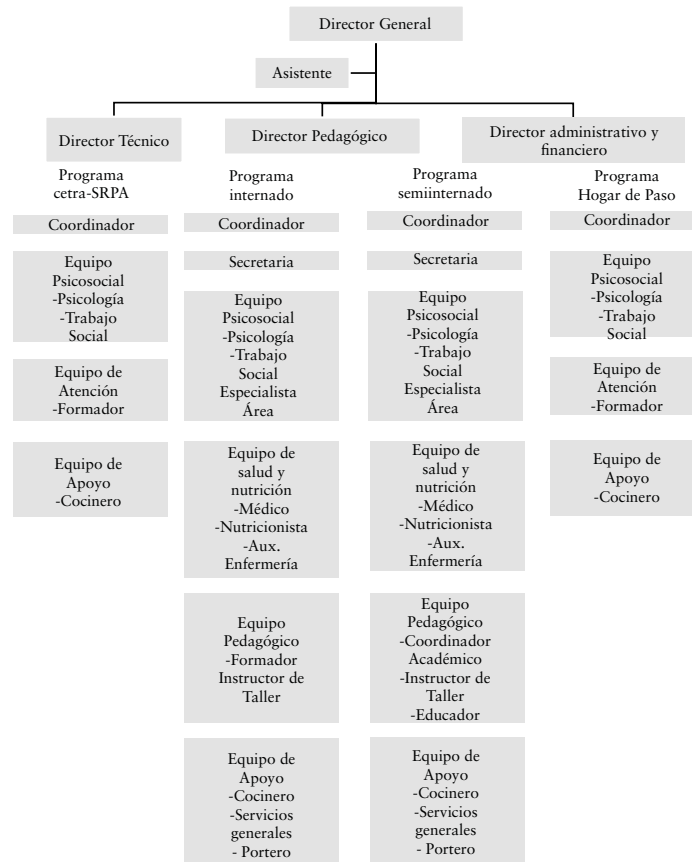 Director General
Asistente
Director Técnico
Director Pedagógico
Director administrativo y
financiero
Programa
cetra-SRPA
Coordinador
Equipo
Psicosocial
-Psicología
-Trabajo
Social
Equipo de
Atención
-Formador
Equipo de
Apoyo
-Cocinero
Programa
internado
Coordinador
Secretaria
Equipo
Psicosocial
-Psicología
-Trabajo
Social
Especialista
Área
Equipo de
salud y
nutrición
-Médico
-Nutricionista
-Aux.
Enfermería
Equipo
Pedagógico
-Formador
Instructor de
Taller
Equipo de
Apoyo
-Cocinero
-Servicios
generales
- Portero
Programa
semiinternado
Coordinador
Secretaria
Equipo
Psicosocial
-Psicología
-Trabajo
Social
Especialista
Área
Equipo de
salud y
nutrición
-Médico
-Nutricionista
-Aux.
Enfermería
Equipo
Pedagógico
-Coordinador
Académico
-Instructor de
Taller
-Educador
Equipo de
Apoyo
-Cocinero
-Servicios
generales
- Portero
Programa
Hogar de Paso
Coordinador
Equipo
Psicosocial
-Psicología
-Trabajo
Social
Equipo de
Atención
-Formador
Equipo de
Apoyo
-Cocinero